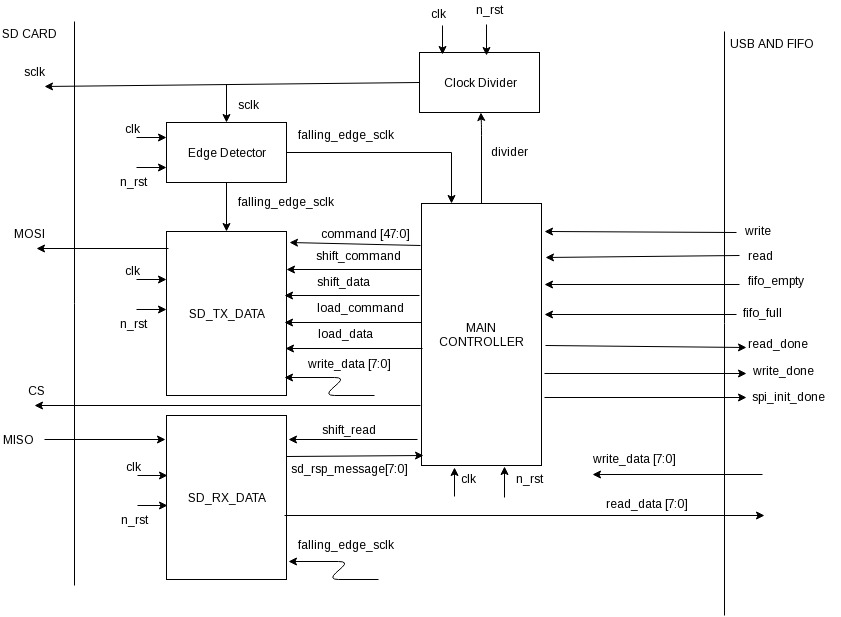 clk
n_rst
SD CARD
USB AND FIFO
sclk
Clock Divider
sclk
clk
falling_edge_sclk
Edge Detector
divider
n_rst
falling_edge_sclk
MOSI
command [47:0]
write
shift_command
read
clk
shift_data
fifo_empty
load_command
fifo_full
SD_TX_DATA
n_rst
load_data
MAIN
CONTROLLER
read_done
write_data [7:0]
write_done
CS
spi_init_done
MISO
shift_read
clk
sd_rsp_message[7:0]
write_data [7:0]
clk
n_rst
SD_RX_DATA
read_data [7:0]
n_rst
falling_edge_sclk